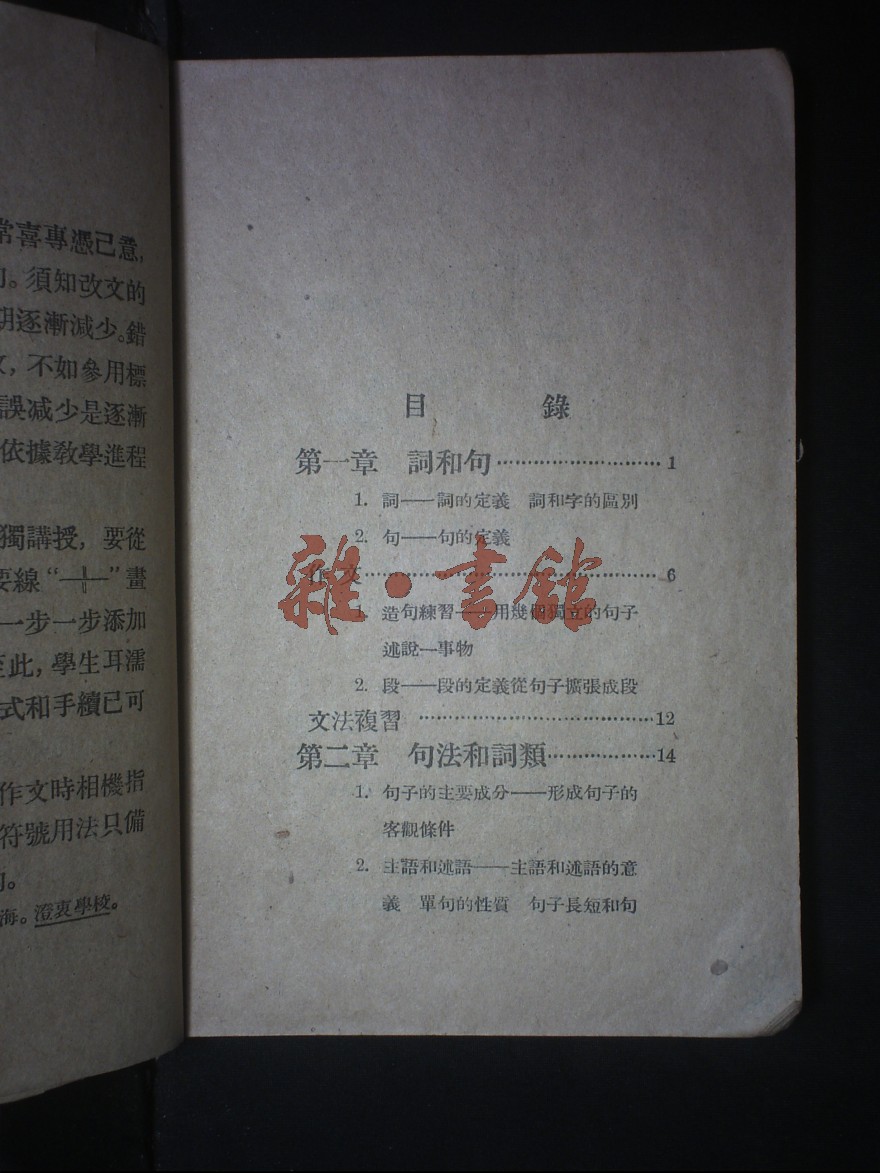 常喜專憑己意,
。須知改文的
逐漸減少。錯
, 不如參用標
誤減少是逐漸
依據教學進程
獨講授, 要從
要線“—|—”畫
一步一步添加
至此, 學生耳濡
式和手續已可
作文時相機指
符號用法只備
。
海。澄衷學校。
目 錄
第一章 詞和句……………………1
1. 詞——詞的定義 詞和字的區別
2. 句——句的定義
作文……………………………………6
1. 造句練習——用幾個獨立的句子
述說一事物
2. 段——段的定義從句子擴張成段
文法複習 ……………………………12
第二章 句法和詞類………………14
1. 句子的主要成分——形成句子的
客觀條件
2. 主語和述語——主語和述語的意
義 單句的性質 句子長短和句
雜·書館